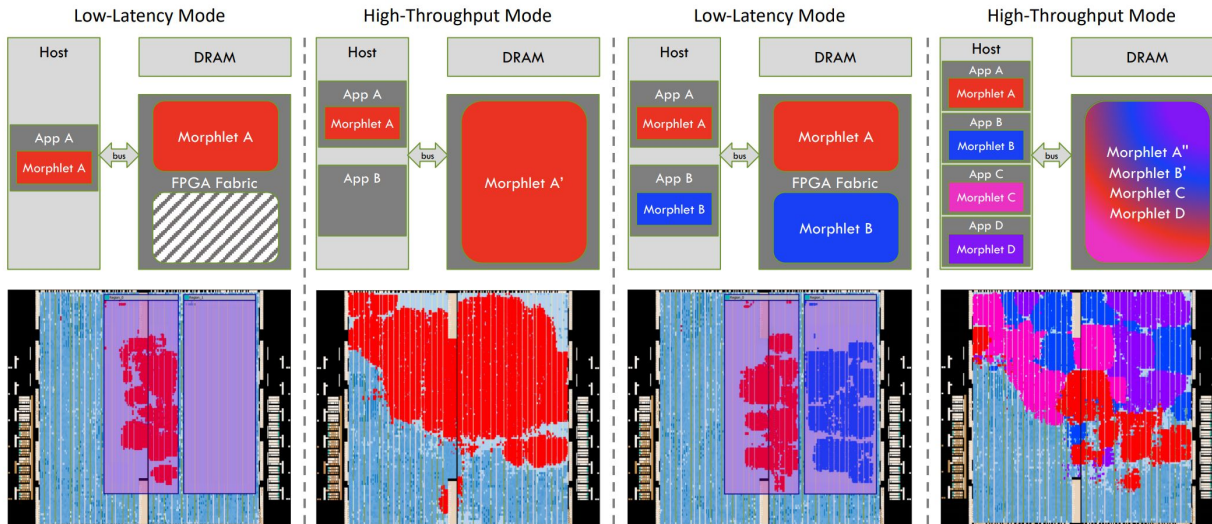 Low-Latency Mode
Host
DRAM
App A
Morphlet A
bus
Morphlet A
FPGA Fabric
High-Throughput Mode
Host
DRAM
App A
Morphlet A
App B
bus
Morphlet A'
Low-Latency Mode
Host
DRAM
App A
Morphlet A
App B
Morphlet B
bus
Morphlet A
FPGA Fabric
Morphlet B
High-Throughput Mode
Host
DRAM
App A
Morphlet A
App B
Morphlet B
App C
Morphlet C
App D
Morphlet D
bus
Morphlet A"
Morphlet B'
Morphlet C
Morphlet D